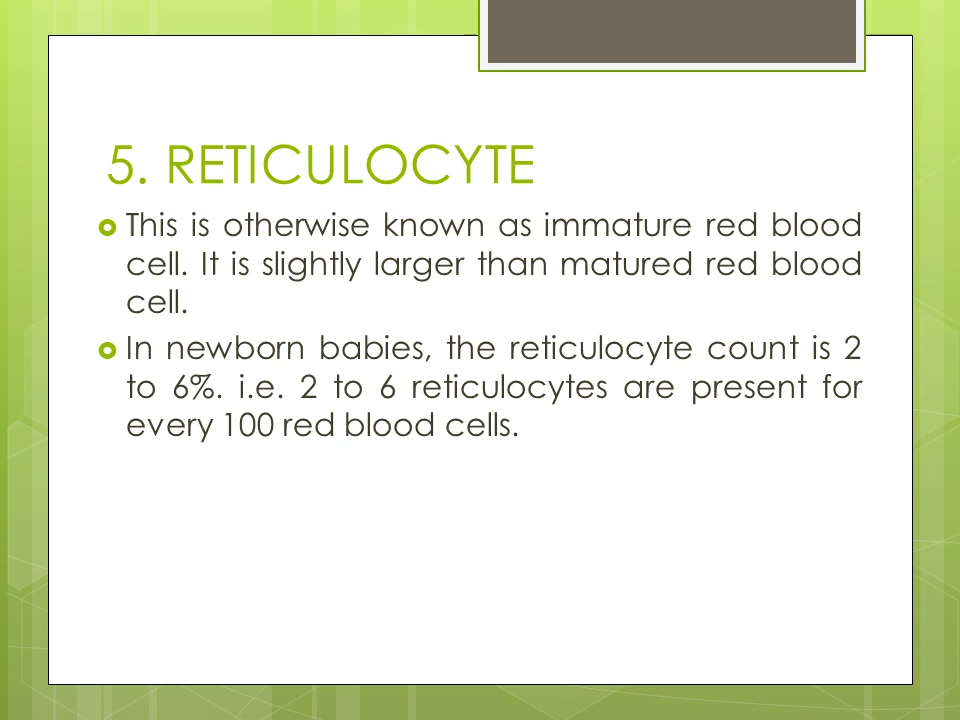 5. RETICULOCYTE
This is otherwise known as immature red blood
cell. It is slightly larger than matured red blood
cell.
In newborn babies, the reticulocyte count is 2
to 6%. i.e. 2 to 6 reticulocytes are present for
every 100 red blood cells.